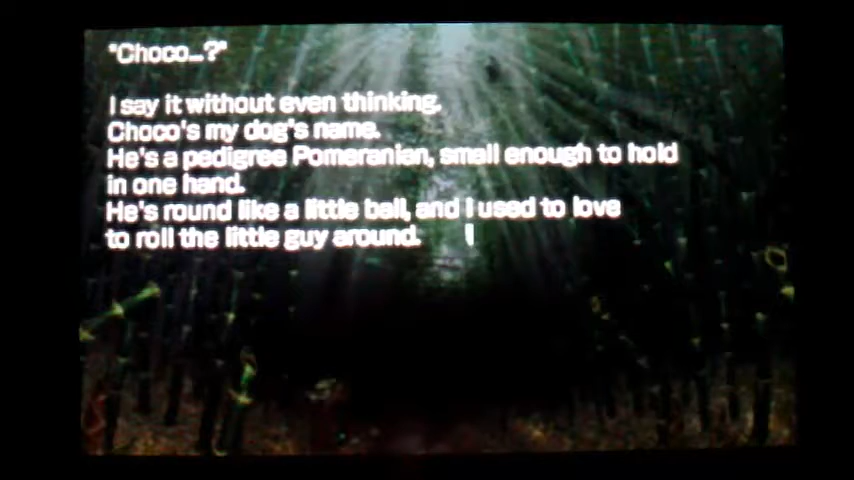 "Choco...?"
I say it without even thinking.
Choco's my dog's name.
He's a pedigree Pomeranian, small enough to hold
in one hand.
He's round like a little ball, and I used to love
to roll the little guy around.